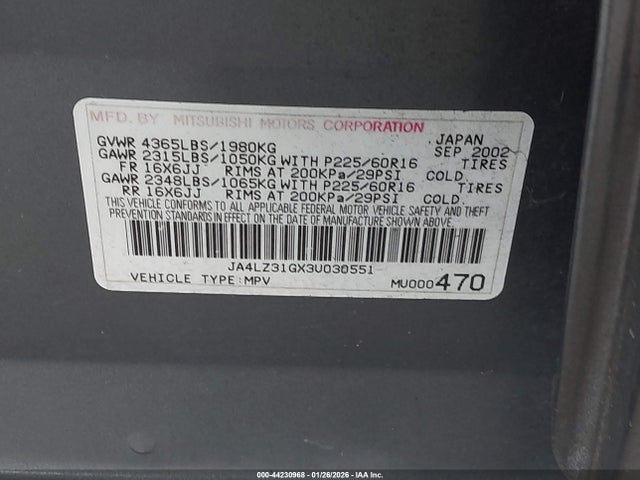 MFD. BY MITSUBISHI MOTORS CORPORATION
GVWR 4365LBS/1980KG JAPAN SEP 2002
GAWR 2315LBS/1050KG WITH P225/60R16 TIRES
FR 16X6JJ RIMS AT 200KPa/29PSI COLD
GAWR 2348LBS/1065KG WITH P225/60R16 TIRES
RR 16X6JJ RIMS AT 200KPa/29PSI COLD
THIS VEHICLE CONFORMS TO ALL APPLICABLE FEDERAL MOTOR VEHICLE SAFETY AND THEFT
PREVENTION STANDARDS IN EFFECT ON THE DATE OF MANUFACTURE SHOWN ABOVE.
JA4LZ31GX3U030551
VEHICLE TYPE:MPV MU000470
000-44230968 - 01/26/2026 - IAA Inc.